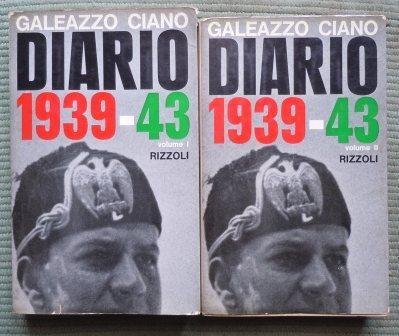 GALEAZZO CIANO
DIARIO
1939-43
volume I
RIZZOLI
GALEAZZO CIANO
DIARIO
1939-43
volume II
RIZZOLI